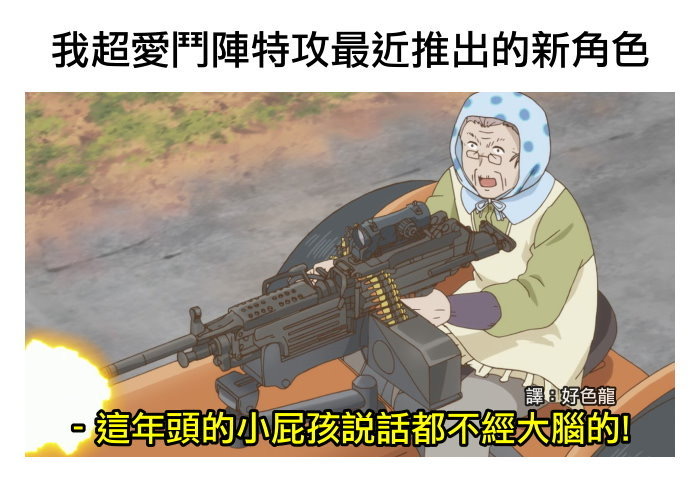 我超愛鬥陣特攻最近推出的新角色
譯：好色龍
- 這年頭的小屁孩説話都不經大腦的!